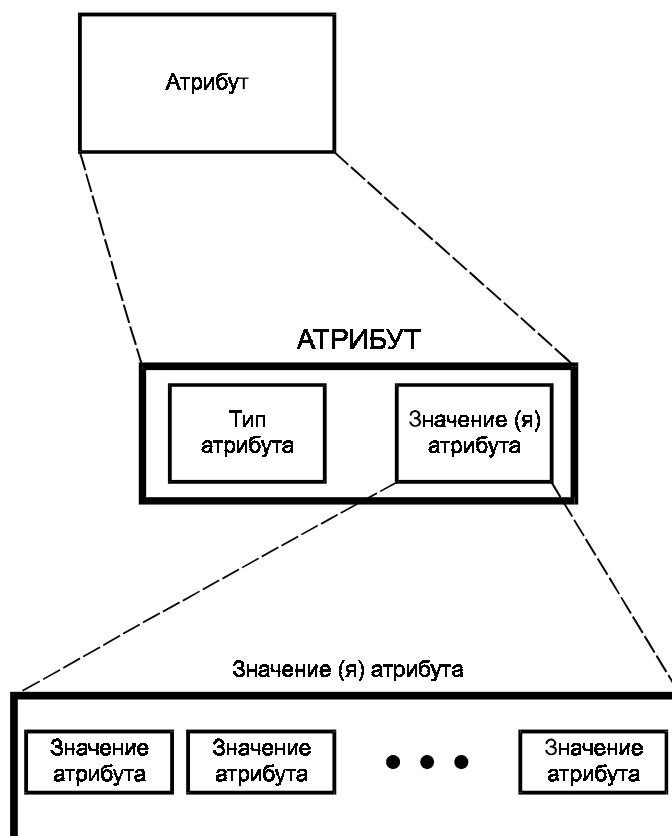 Атрибут
АТРИБУТ
Тип
атрибута
Значение (я)
атрибута
Значение (я) атрибута
Значение
атрибута
Значение
атрибута
Значение
атрибута